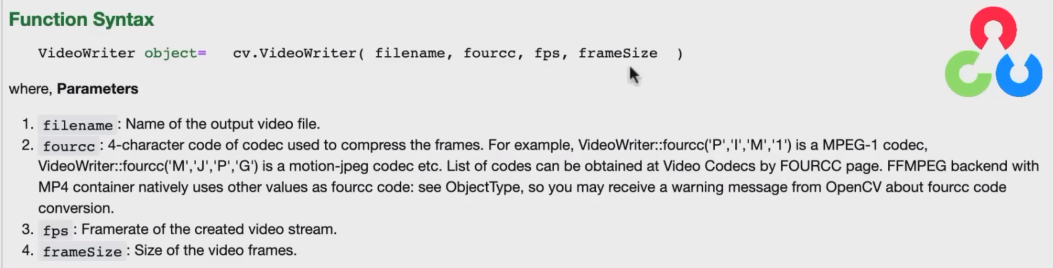 Function Syntax
VideoWriter object= cv.VideoWriter( filename, fourcc, fps, frameSize )
where, Parameters
1. filename : Name of the output video file.
2. fourcc : 4-character code of codec used to compress the frames. For example, VideoWriter::fourcc('P','I','M','1') is a MPEG-1 codec,
VideoWriter::fourcc('M','J','P','G') is a motion-jpeg codec etc. List of codes can be obtained at Video Codecs by FOURCC page. FFMPEG backend with
MP4 container natively uses other values as fourcc code: see ObjectType, so you may receive a warning message from OpenCV about fourcc code
conversion.
3. fps : Framerate of the created video stream.
4. frameSize : Size of the video frames.